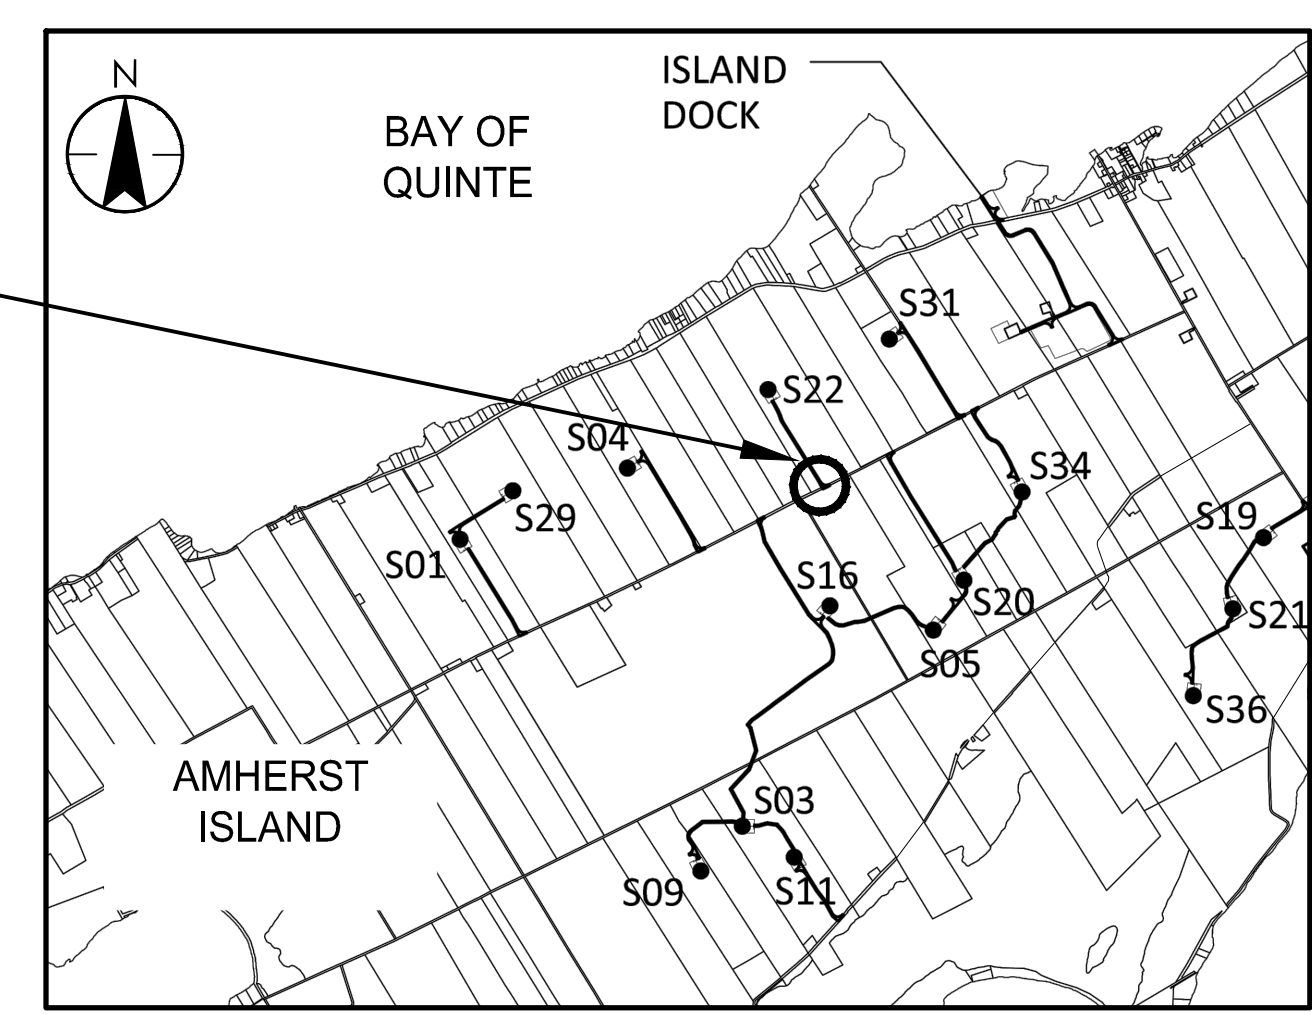 N
BAY OF
QUINTE
ISLAND
DOCK
S31
S22
S04
S34
S29
S19
S01
S16
S20
S21
S05
S36
AMHERST
ISLAND
S03
S09
S11